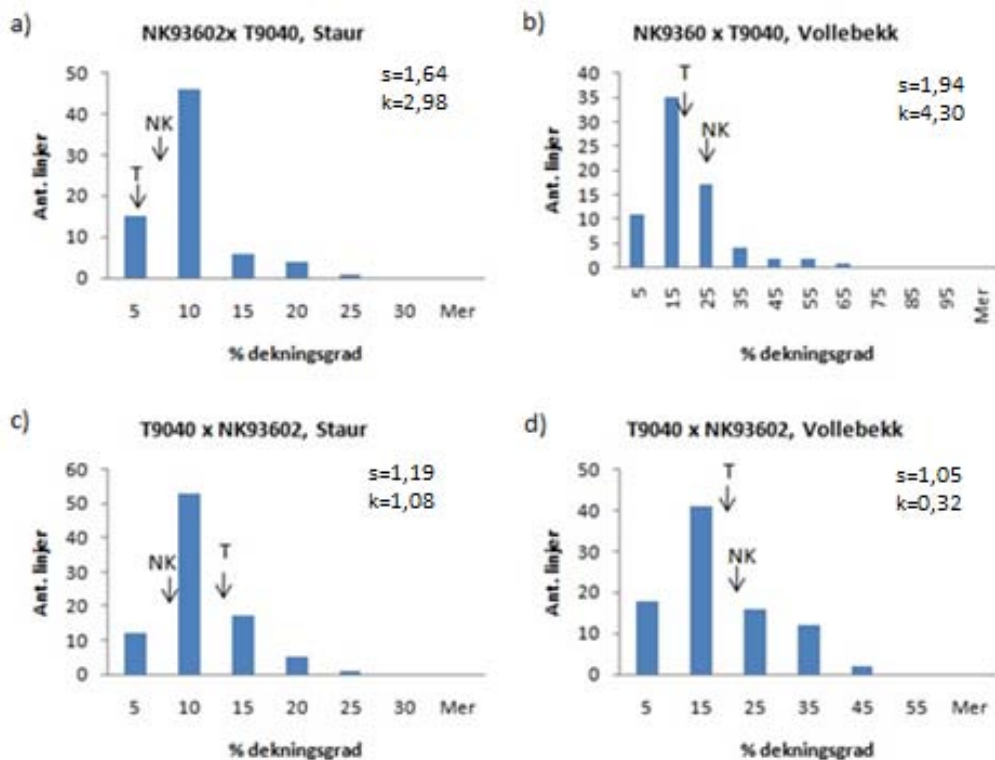 a)
NK93602x T9040, Staur
s=1,64
k=2,98
Ant. linjer
50
40
30
20
10
0
T
NK
5 10 15 20 25 30 Mer
% dekningsgrad
b)
NK9360 x T9040, Vollebekk
s=1,94
k=4,30
Ant. linjer
40
35
30
25
20
15
10
5
0
T
NK
5 15 25 35 45 55 65 75 85 95 Mer
% dekningsgrad
c)
T9040 x NK93602, Staur
s=1,19
k=1,08
Ant. linjer
60
50
40
30
20
10
0
NK
T
5 10 15 20 25 30 Mer
% dekningsgrad
d)
T9040 x NK93602, Vollebekk
s=1,05
k=0,32
Ant. linjer
50
40
30
20
10
0
T
NK
5 15 25 35 45 55 Mer
% dekningsgrad